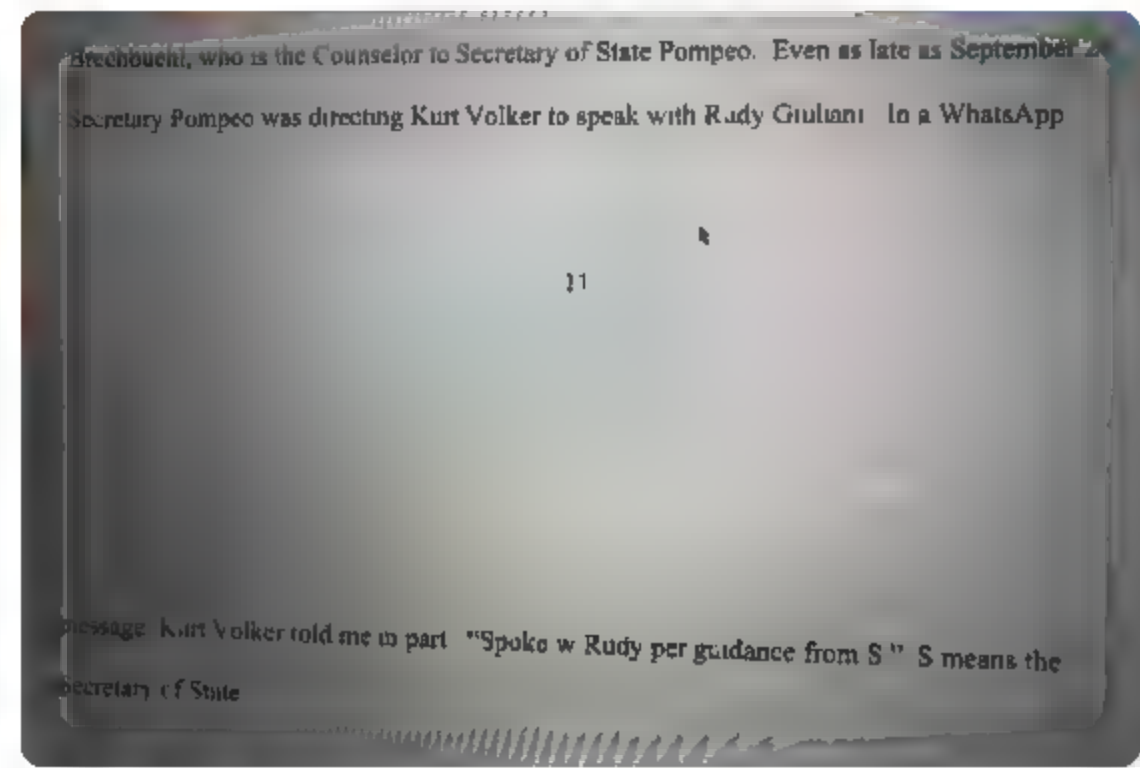 Brechbuehl, who is the Counselor to Secretary of State Pompeo. Even as late as September
Secretary Pompeo was directing Kurt Volker to speak with Rudy Giuliani In a WhatsApp
21
message Kurt Volker told me in part "Spoke w Rudy per guidance from S " S means the
Secretary of State